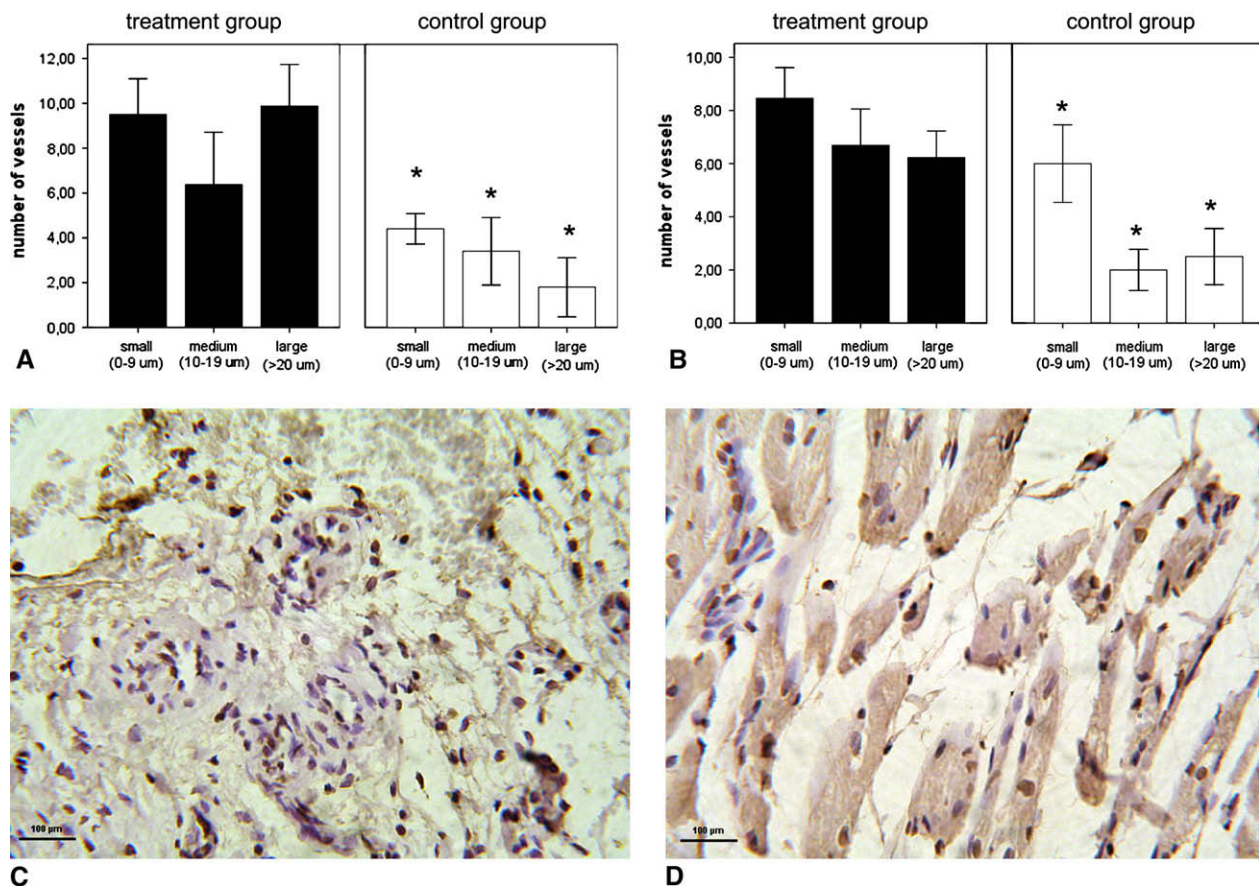 treatment group control group
number of vessels
12,00
10,00
8,00
6,00
4,00
2,00
0,00
* * *
small medium large small medium large
(0-9 um) (10-19 um) (>20 um) (0-9 um) (10-19 um) (>20 um)
A
treatment group control group
number of vessels
10,00
8,00
6,00
4,00
2,00
0,00
* * *
small medium large small medium large
(0-9 um) (10-19 um) (>20 um) (0-9 um) (10-19 um) (>20 um)
B
100 µm
C
100 µm
D